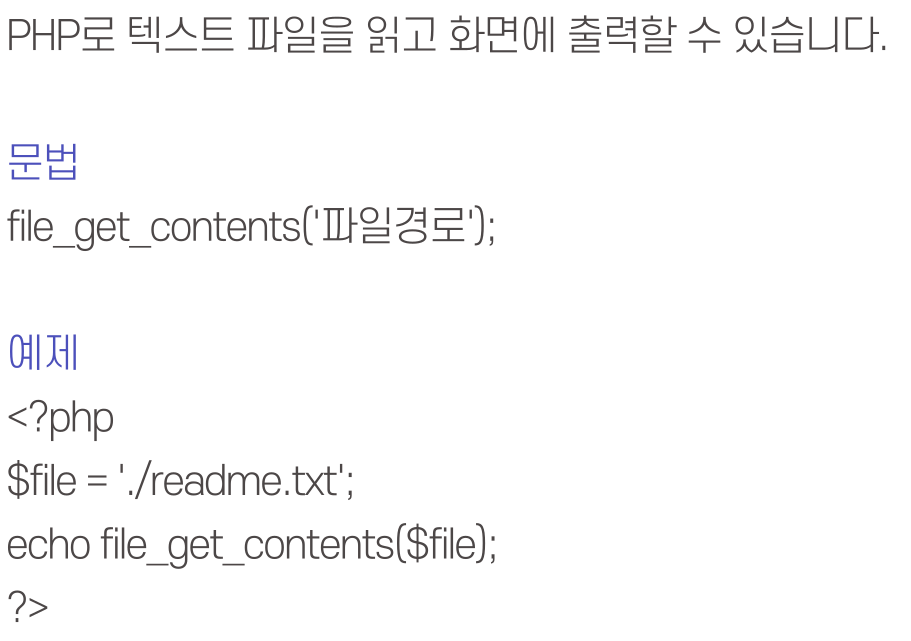 PHP로 텍스트 파일을 읽고 화면에 출력할 수 있습니다.
문법
file_get_contents('파일경로');
예제
<?php
$file = './readme.txt';
echo file_get_contents($file);
?>